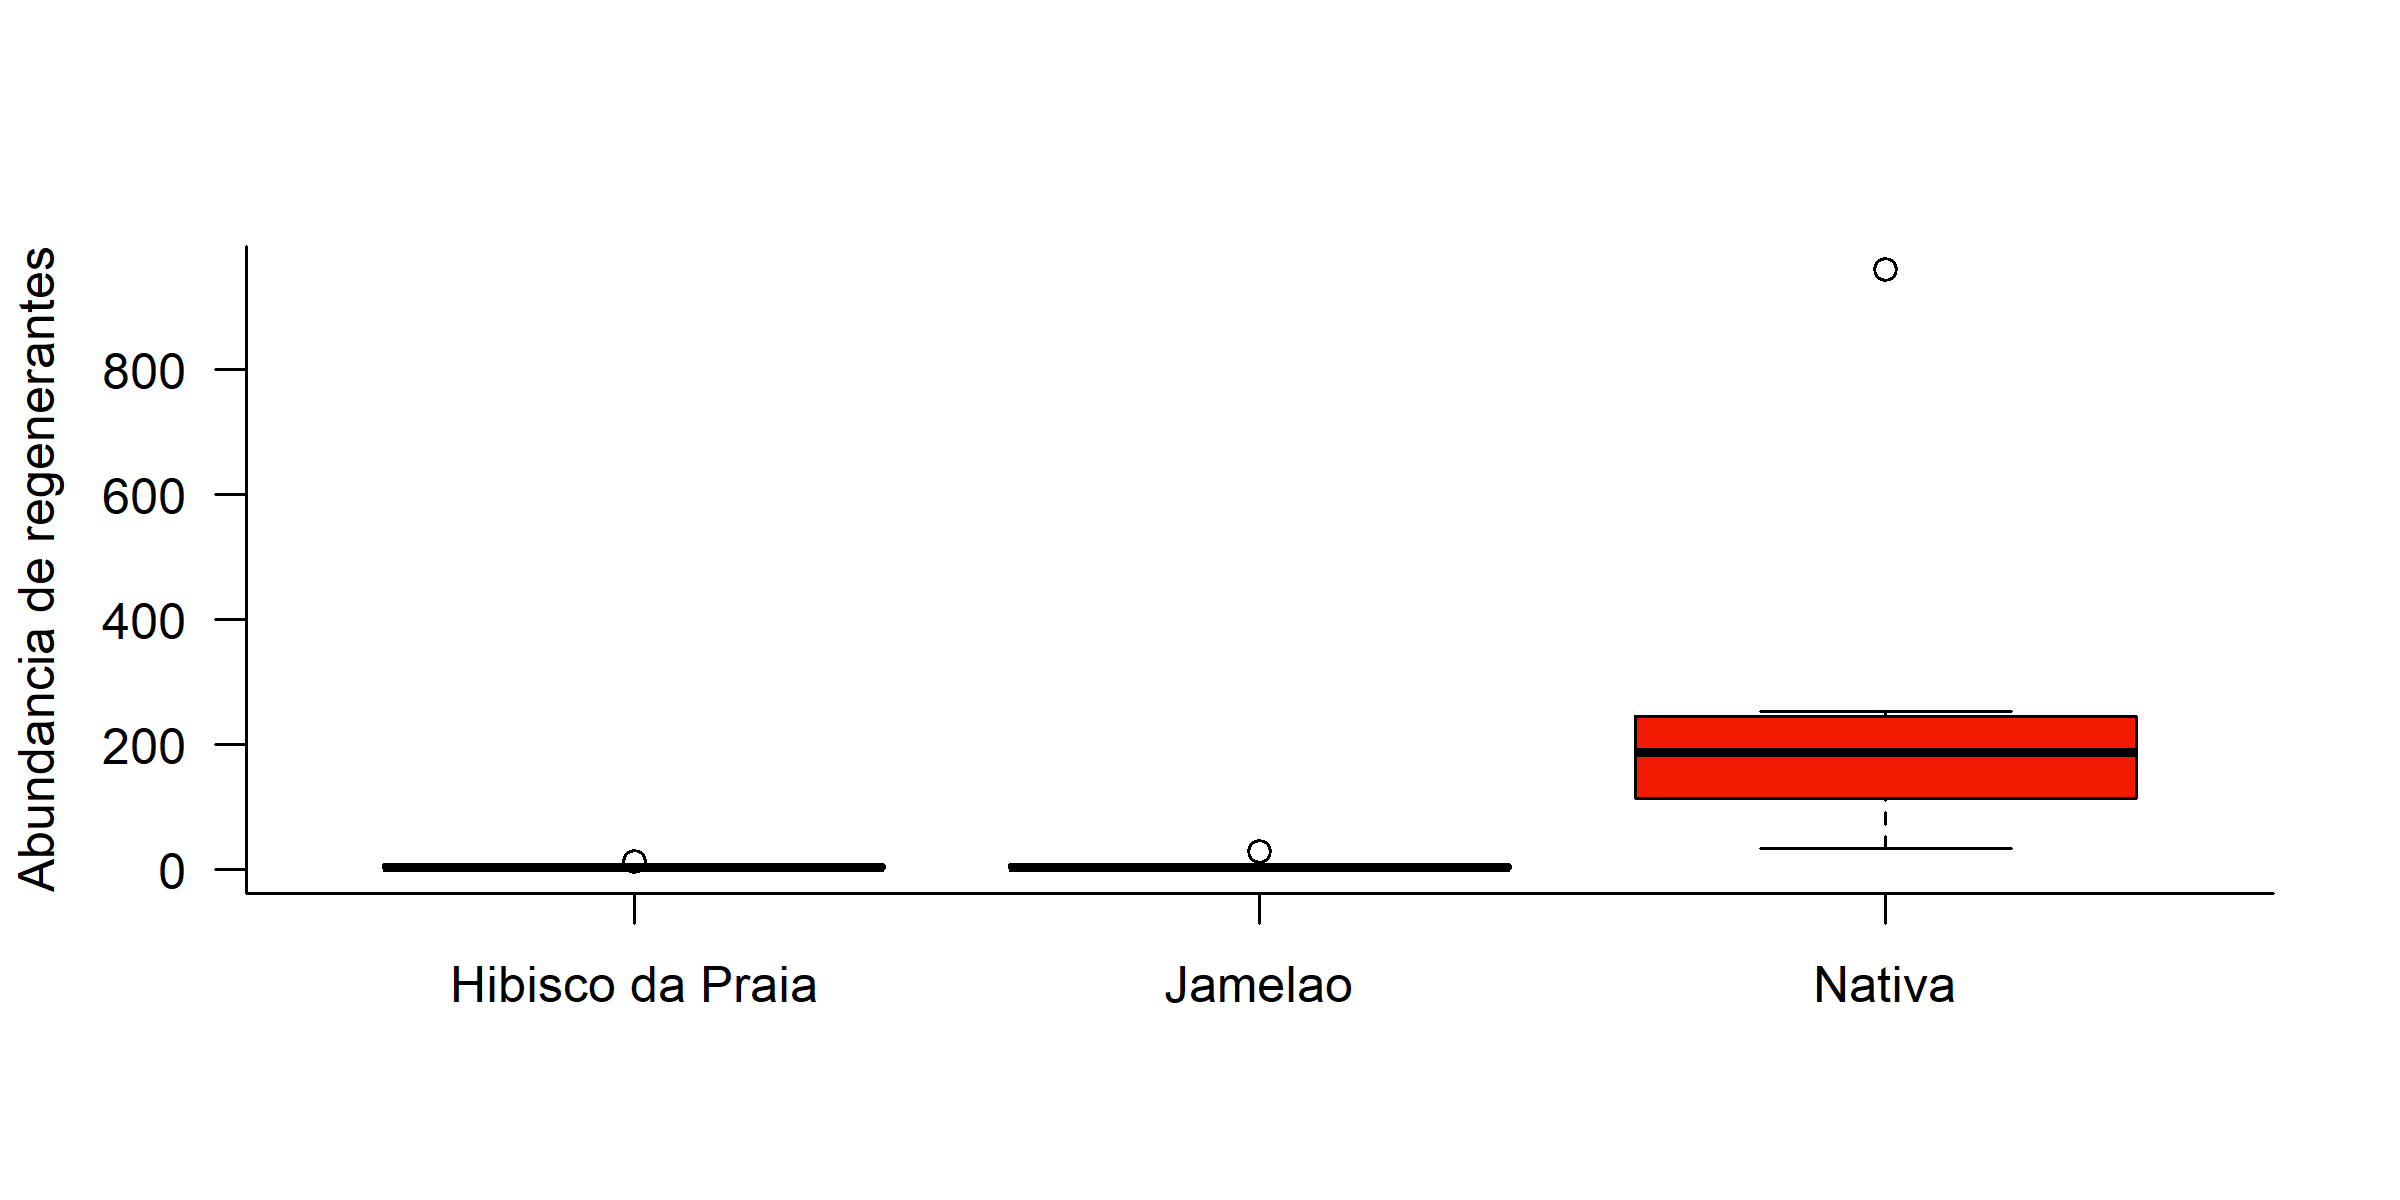 Abundancia de regenerantes
800
600
400
200
0
Hibisco da Praia
Jamelao
Nativa